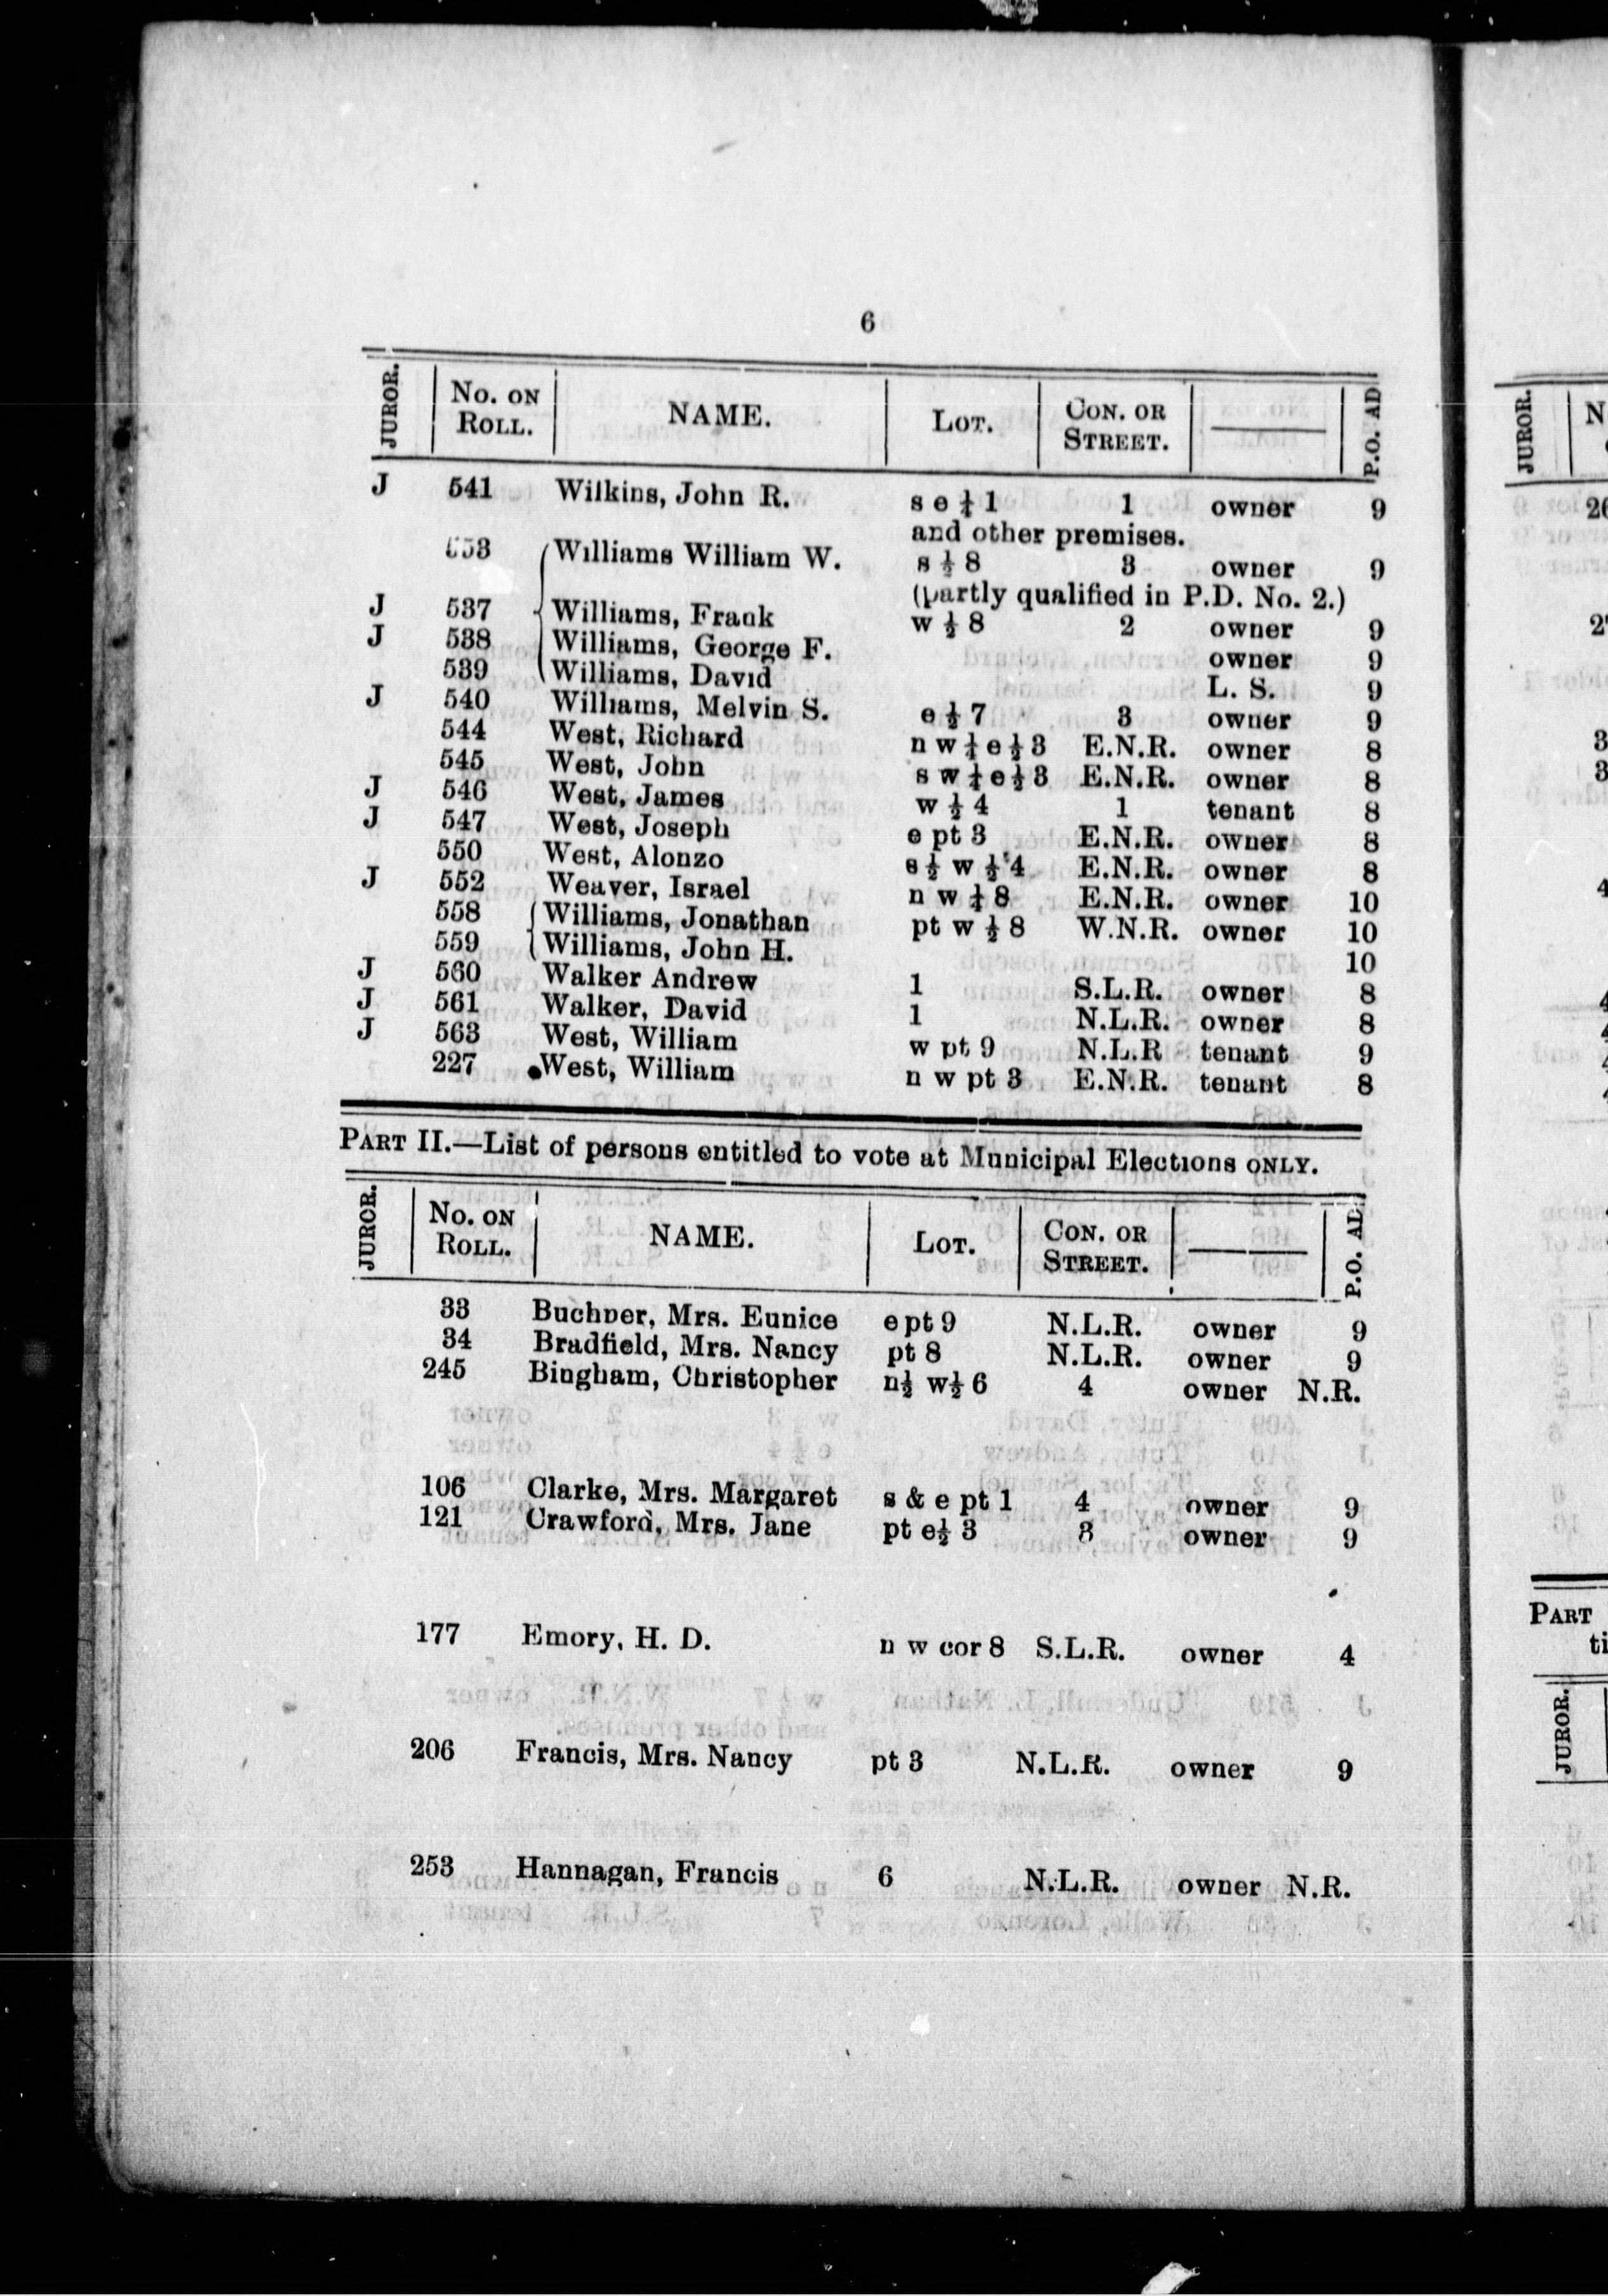 6
JUROR. No. ON ROLL. NAME. LOT. CON. OR STREET. P.O. AD
J 541 Wilkins, John R. s e ¼ 1 1 owner 9
and other premises.
553 Williams William W. s ½ 8 3 owner 9
(partly qualified in P.D. No. 2.)
J 537 Williams, Frank w ½ 8 2 owner 9
J 538 Williams, George F. owner 9
539 Williams, David L. S. 9
J 540 Williams, Melvin S. e ½ 7 3 owner 9
544 West, Richard n w ¼ e ½ 3 E.N.R. owner 8
545 West, John s w ¼ e ½ 3 E.N.R. owner 8
J 546 West, James w ½ 4 1 tenant 8
J 547 West, Joseph e pt 3 E.N.R. owner 8
550 West, Alonzo s ½ w ½ 4 E.N.R. owner 8
J 552 Weaver, Israel n w ¼ 8 E.N.R. owner 10
558 Williams, Jonathan pt w ½ 8 W.N.R. owner 10
559 Williams, John H. 10
J 560 Walker Andrew 1 S.L.R. owner 8
J 561 Walker, David 1 N.L.R. owner 8
J 563 West, William w pt 9 N.L.R tenant 9
227 West, William n w pt 3 E.N.R. tenant 8
PART II.—List of persons entitled to vote at Municipal Elections ONLY.
JUROR. No. ON ROLL. NAME. LOT. CON. OR STREET. P.O. AD.
33 Buchner, Mrs. Eunice e pt 9 N.L.R. owner 9
34 Bradfield, Mrs. Nancy pt 8 N.L.R. owner 9
245 Bingham, Christopher n½ w½ 6 4 owner N.R.
106 Clarke, Mrs. Margaret s & e pt 1 4 owner 9
121 Crawford, Mrs. Jane pt e½ 3 3 owner 9
177 Emory, H. D. n w cor 8 S.L.R. owner 4
206 Francis, Mrs. Nancy pt 3 N.L.R. owner 9
253 Hannagan, Francis 6 N.L.R. owner N.R.
JUROR.
PART
JUROR.